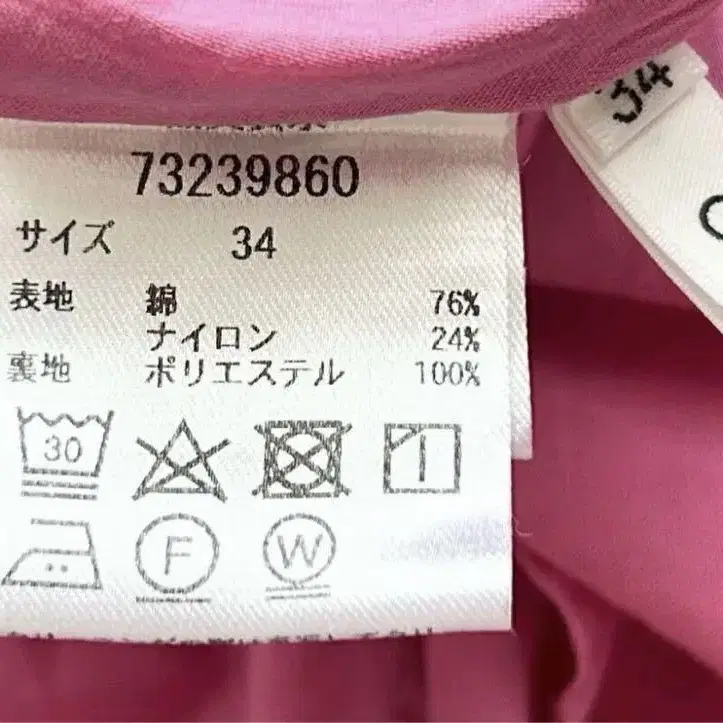 34
73239860
サイズ 34
表地 綿 76%
ナイロン 24%
裏地 ポリエステル 100%
30
F W